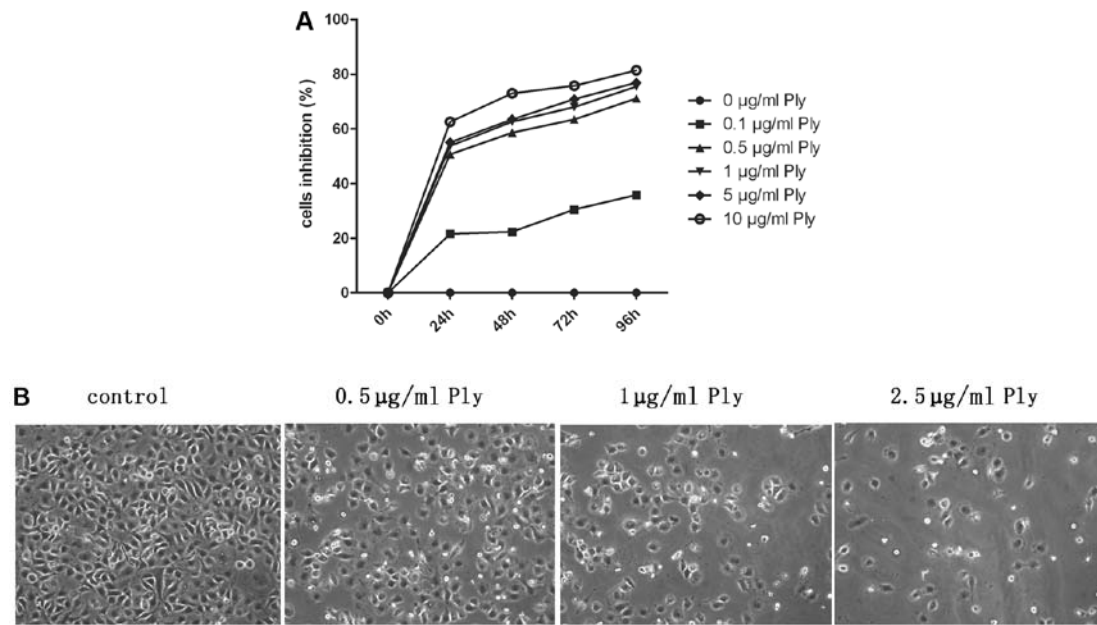 A
100
80
60
40
20
0
cells inhibition (%)
0h
24h
48h
72h
96h
0 µg/ml Ply
0.1 µg/ml Ply
0.5 µg/ml Ply
1 µg/ml Ply
5 µg/ml Ply
10 µg/ml Ply
B
control
0.5µg/ml Ply
1µg/ml Ply
2.5µg/ml Ply